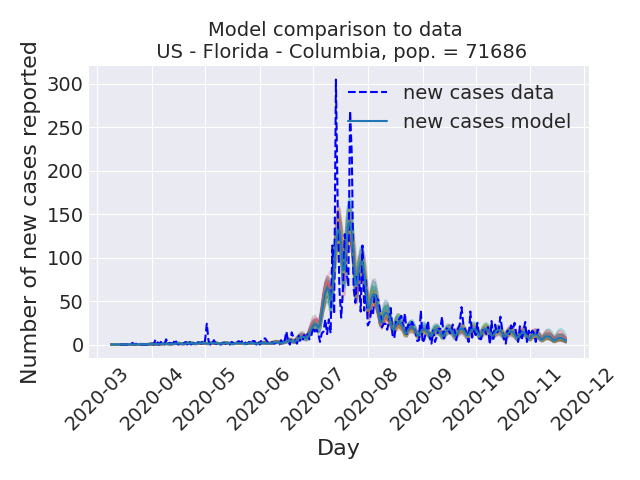 Model comparison to data
US - Florida - Columbia, pop. = 71686
Number of new cases reported
300
250
200
150
100
50
0
new cases data
new cases model
2020-03
2020-04
2020-05
2020-06
2020-07
2020-08
2020-09
2020-10
2020-11
2020-12
Day